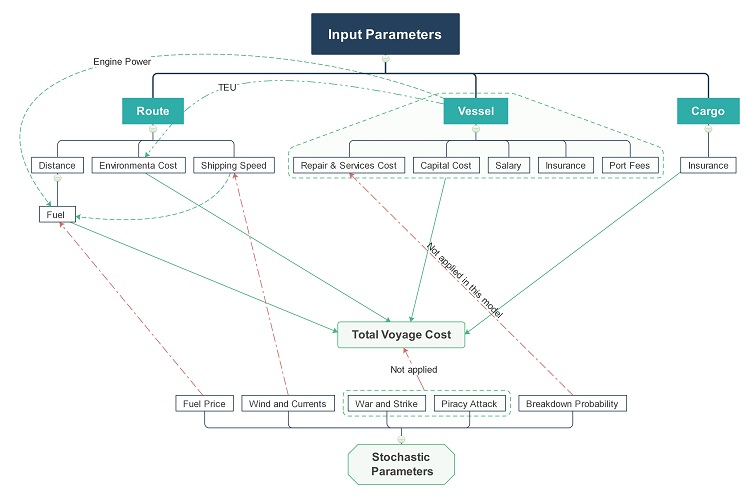 Input Parameters
Engine Power
TEU
Route
Vessel
Cargo
Distance
Environmenta Cost
Shipping Speed
Repair & Services Cost
Capital Cost
Salary
Insurance
Port Fees
Insurance
Fuel
Not applied in this model
Total Voyage Cost
Not applied
Fuel Price
Wind and Currents
War and Strike
Piracy Attack
Breakdown Probability
Stochastic
Parameters